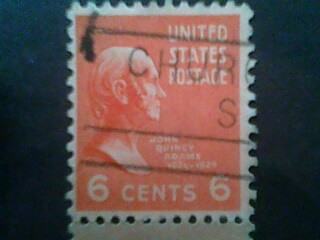 UNITED
STATES
POSTAGE
JOHN
QUINCY
ADAMS
1825-1829
6 CENTS 6